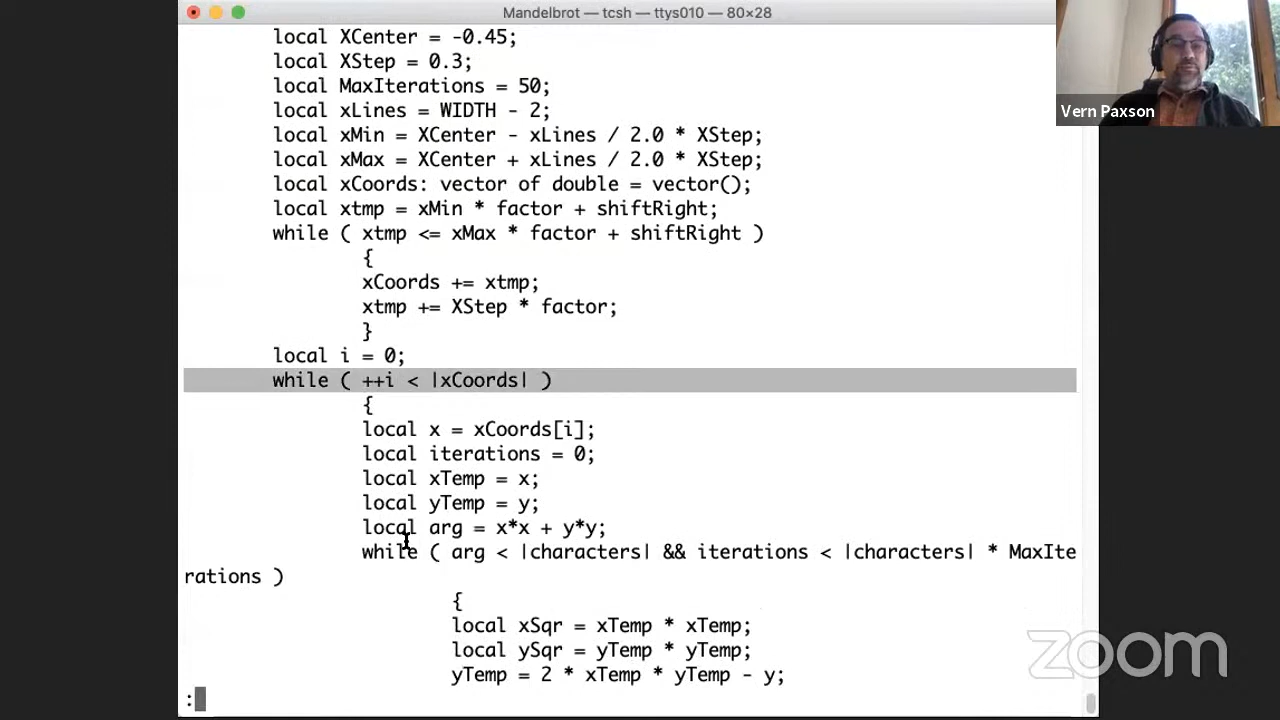 Mandelbrot — tcsh — ttys010 — 80×28
local XCenter = -0.45;
local XStep = 0.3;
local MaxIterations = 50;
local xLines = WIDTH - 2;
local xMin = XCenter - xLines / 2.0 * XStep;
local xMax = XCenter + xLines / 2.0 * XStep;
local xCoords: vector of double = vector();
local xtmp = xMin * factor + shiftRight;
while ( xtmp <= xMax * factor + shiftRight )
{
xCoords += xtmp;
xtmp += XStep * factor;
}
local i = 0;
while ( ++i < |xCoords| )
{
local x = xCoords[i];
local iterations = 0;
local xTemp = x;
local yTemp = y;
local arg = x*x + y*y;
while ( arg < |characters| && iterations < |characters| * MaxIte
rations )
{
local xSqr = xTemp * xTemp;
local ySqr = yTemp * yTemp;
yTemp = 2 * xTemp * yTemp - y;
:
Vern Paxson
zoom